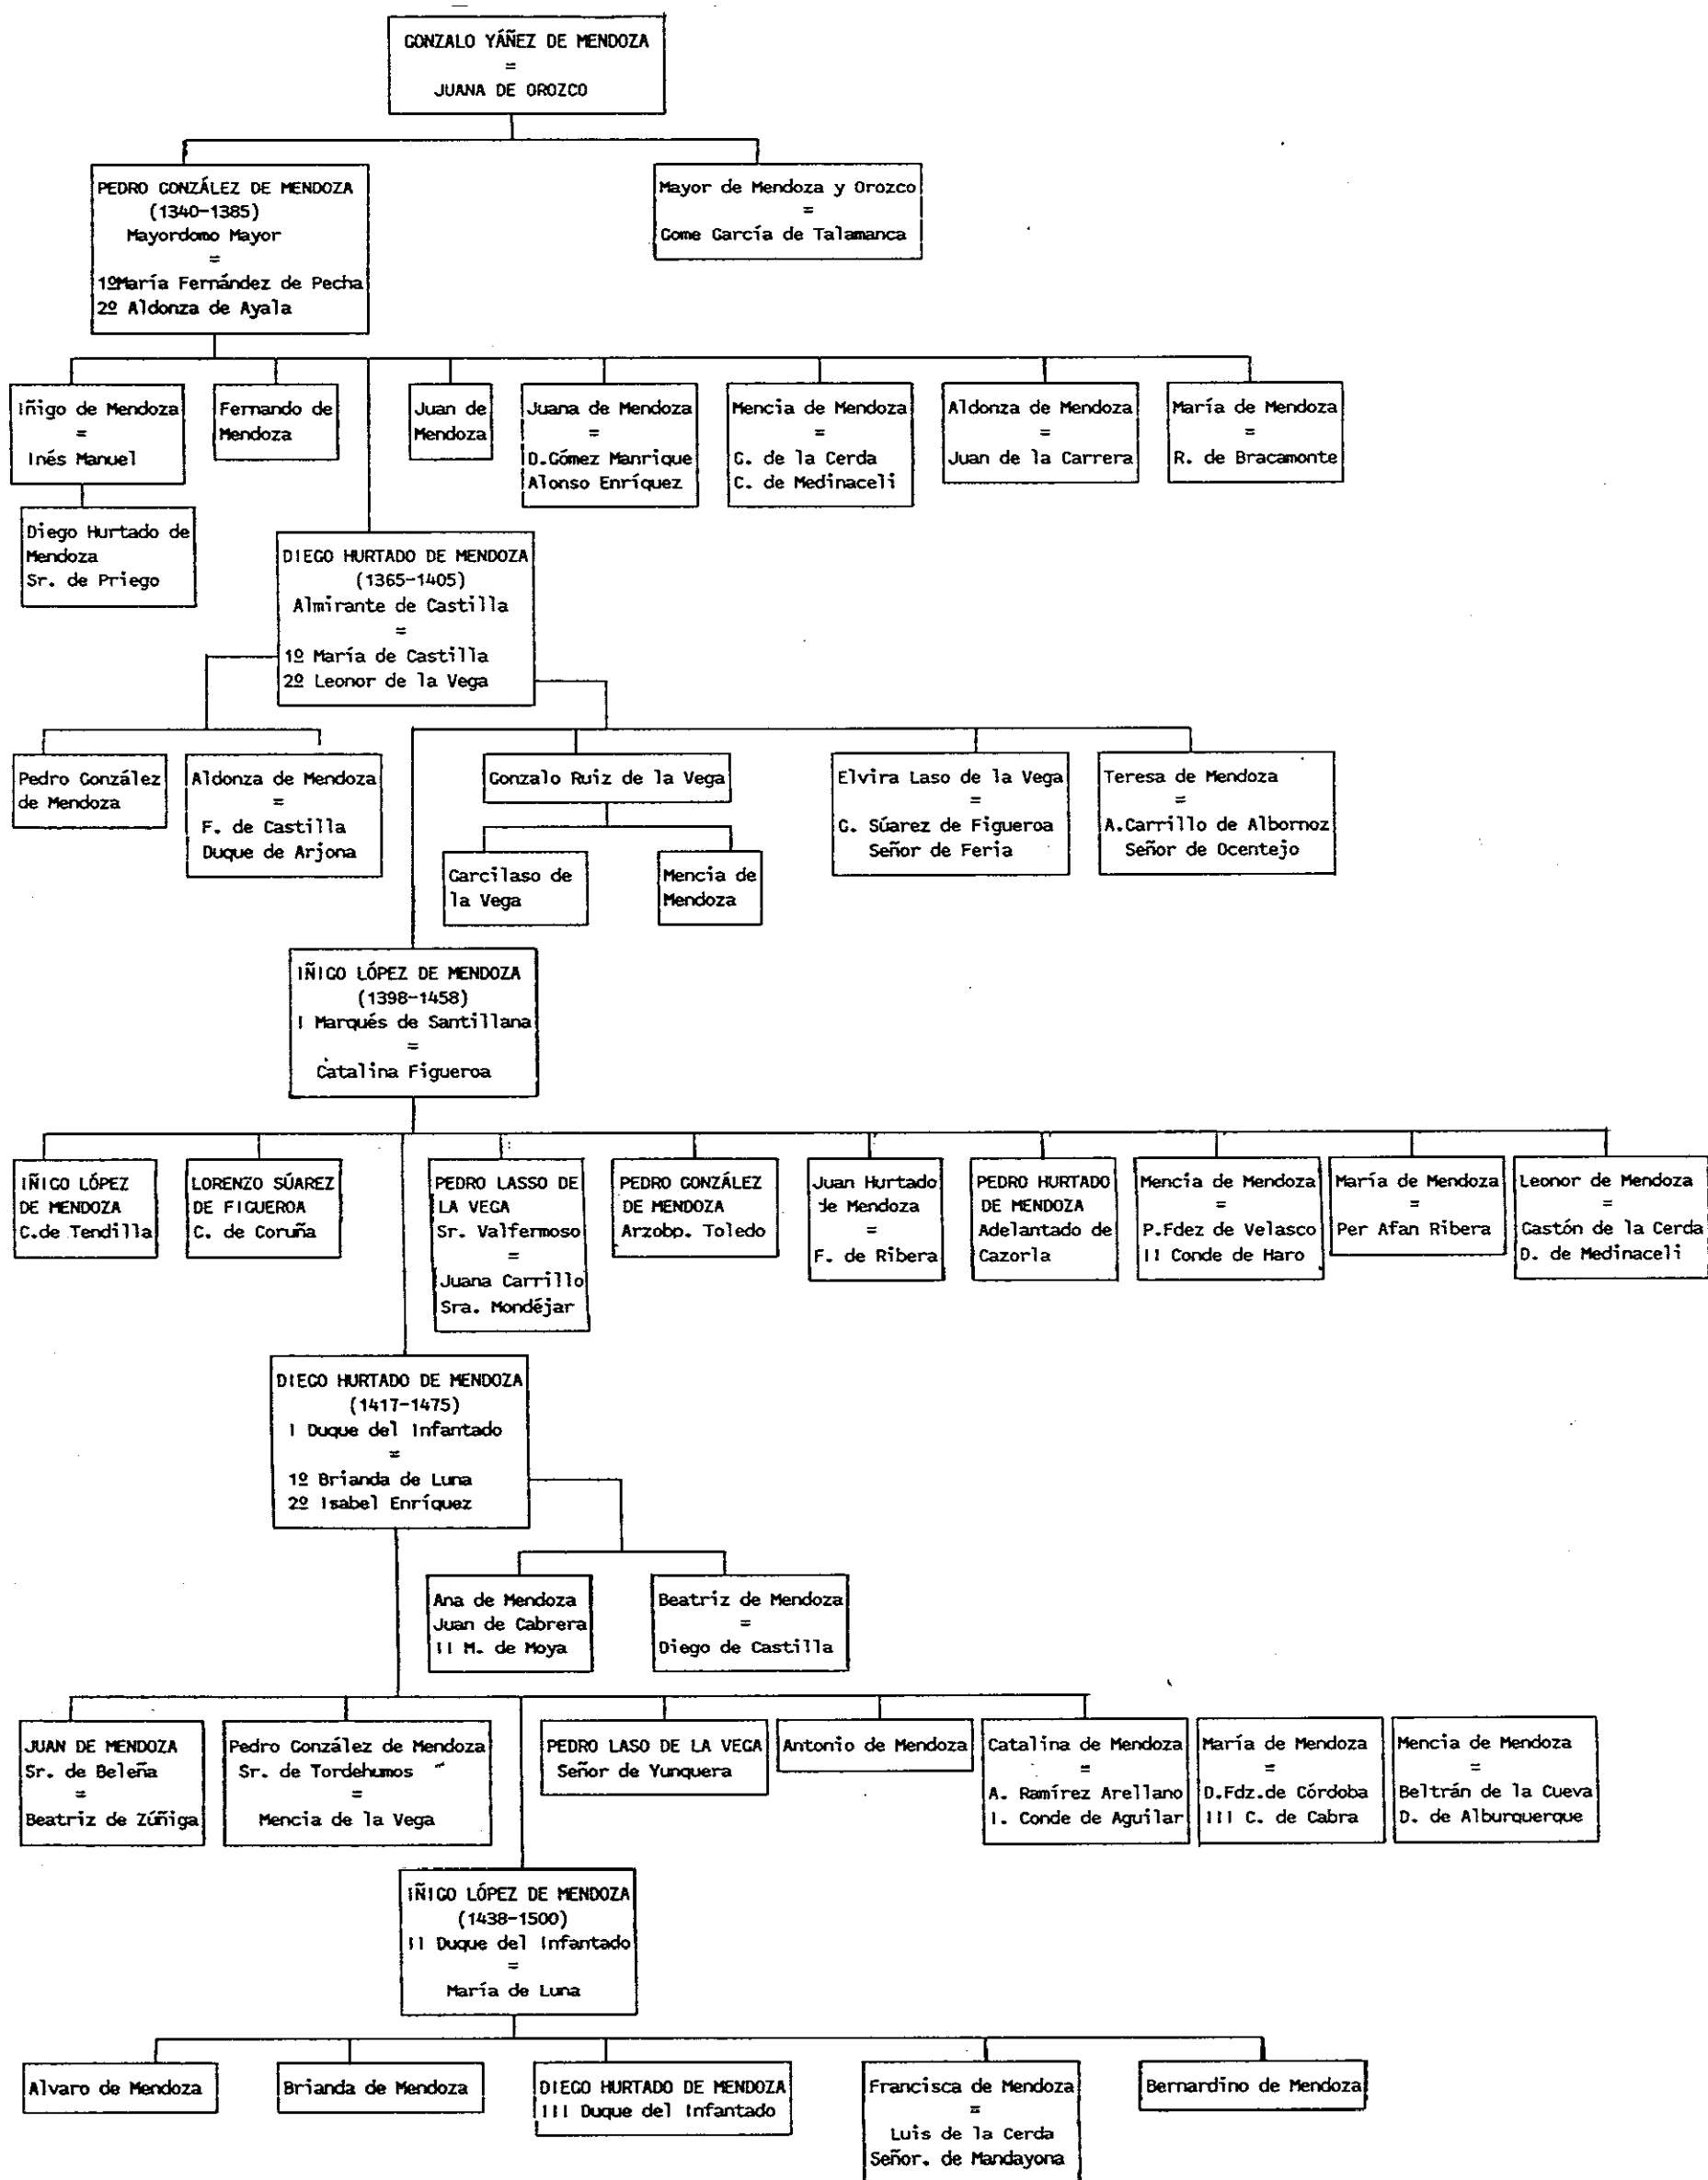 GONZALO YÁÑEZ DE MENDOZA
=
JUANA DE OROZCO
PEDRO GONZÁLEZ DE MENDOZA
(1340-1385)
Mayordomo Mayor
=
1º María Fernández de Pecha
2º Aldonza de Ayala
Mayor de Mendoza y Orozco
=
Gome García de Talamanca
Iñigo de Mendoza
=
Inés Manuel
Fernando de
Mendoza
Juan de
Mendoza
Juana de Mendoza
=
D.Gómez Manrique
Alonso Enríquez
Mencia de Mendoza
=
G. de la Cerda
C. de Medinaceli
Aldonza de Mendoza
=
Juan de la Carrera
María de Mendoza
=
R. de Bracamonte
Diego Hurtado de
Mendoza
Sr. de Priego
DIEGO HURTADO DE MENDOZA
(1365-1405)
Almirante de Castilla
=
1º María de Castilla
2º Leonor de la Vega
Pedro González
de Mendoza
Aldonza de Mendoza
=
F. de Castilla
Duque de Arjona
Gonzalo Ruiz de la Vega
Elvira Laso de la Vega
=
G. Súarez de Figueroa
Señor de Feria
Teresa de Mendoza
=
A.Carrillo de Albornoz
Señor de Ocentejo
Garcilaso de
la Vega
Mencia de
Mendoza
IÑIGO LÓPEZ DE MENDOZA
(1398-1458)
I Marqués de Santillana
=
Catalina Figueroa
IÑIGO LÓPEZ
DE MENDOZA
C.de Tendilla
LORENZO SÚAREZ
DE FIGUEROA
C. de Coruña
PEDRO LASSO DE
LA VEGA
Sr. Valfermoso
=
Juana Carrillo
Sra. Mondéjar
PEDRO GONZÁLEZ
DE MENDOZA
Arzobp. Toledo
Juan Hurtado
de Mendoza
=
F. de Ribera
PEDRO HURTADO
DE MENDOZA
Adelantado de
Cazorla
Mencia de Mendoza
=
P.Fdez de Velasco
II Conde de Haro
María de Mendoza
=
Per Afan Ribera
Leonor de Mendoza
=
Gastón de la Cerda
D. de Medinaceli
DIEGO HURTADO DE MENDOZA
(1417-1475)
I Duque del Infantado
=
1º Brianda de Luna
2º Isabel Enríquez
Ana de Mendoza
Juan de Cabrera
II M. de Moya
Beatriz de Mendoza
=
Diego de Castilla
JUAN DE MENDOZA
Sr. de Beleña
=
Beatriz de Zúñiga
Pedro González de Mendoza
Sr. de Tordehumos
=
Mencia de la Vega
PEDRO LASO DE LA VEGA
Señor de Yunquera
Antonio de Mendoza
Catalina de Mendoza
=
A. Ramírez Arellano
I. Conde de Aguilar
María de Mendoza
=
D.Fdz.de Córdoba
III C. de Cabra
Mencia de Mendoza
=
Beltrán de la Cueva
D. de Alburquerque
IÑIGO LÓPEZ DE MENDOZA
(1438-1500)
II Duque del Infantado
=
María de Luna
Alvaro de Mendoza
Brianda de Mendoza
DIEGO HURTADO DE MENDOZA
III Duque del Infantado
Francisca de Mendoza
=
Luis de la Cerda
Señor. de Mandayona
Bernardino de Mendoza